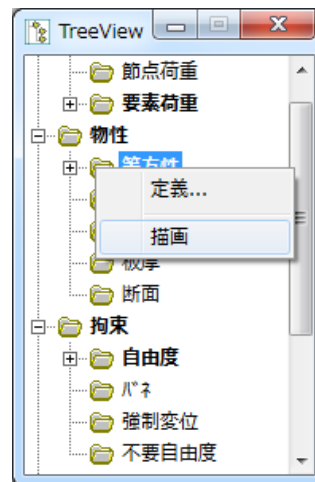 TreeView
節点荷重
要素荷重
物性
等方性
定義...
描画
板厚
断面
拘束
自由度
バネ
強制変位
不要自由度